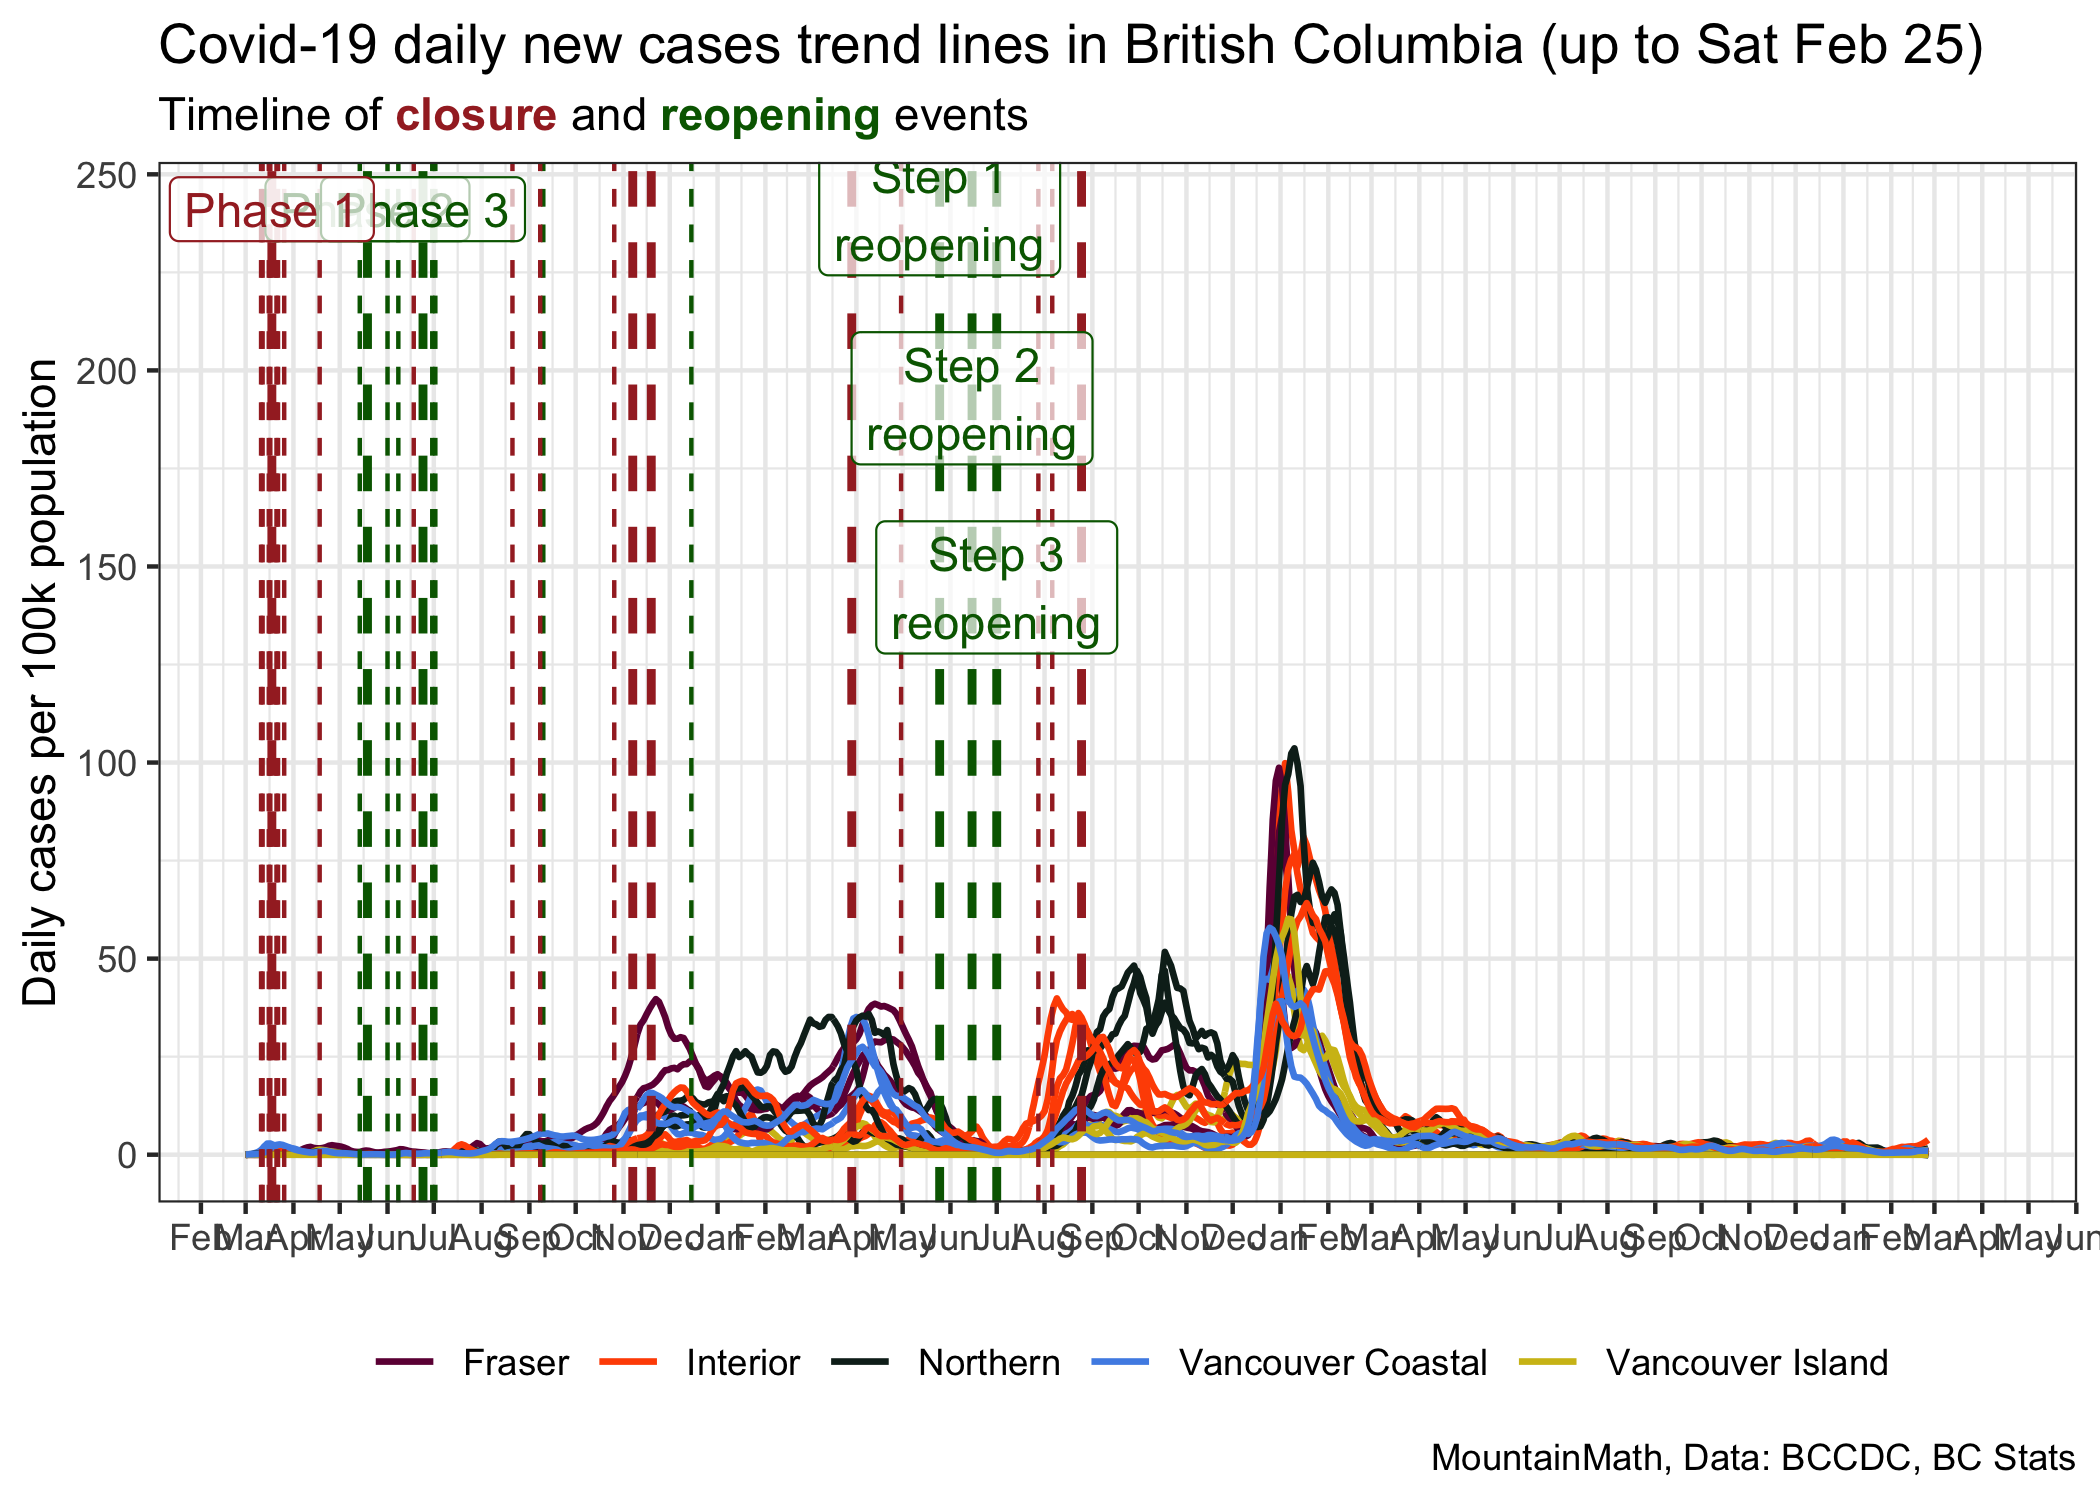 Covid-19 daily new cases trend lines in British Columbia (up to Sat Feb 25)
Timeline of closure and reopening events
Daily cases per 100k population
250
200
150
100
50
0
Phase 1
Phase 2
Phase 3
Step 1
reopening
Step 2
reopening
Step 3
reopening
Feb Mar Apr May Jun Jul Aug Sep Oct Nov Dec Jan Feb Mar Apr May Jun Jul Aug Sep Oct Nov Dec Jan Feb Mar Apr May Jun Jul Aug Sep Oct Nov Dec Jan Feb Mar Apr May Jun
Fraser Interior Northern Vancouver Coastal Vancouver Island
MountainMath, Data: BCCDC, BC Stats